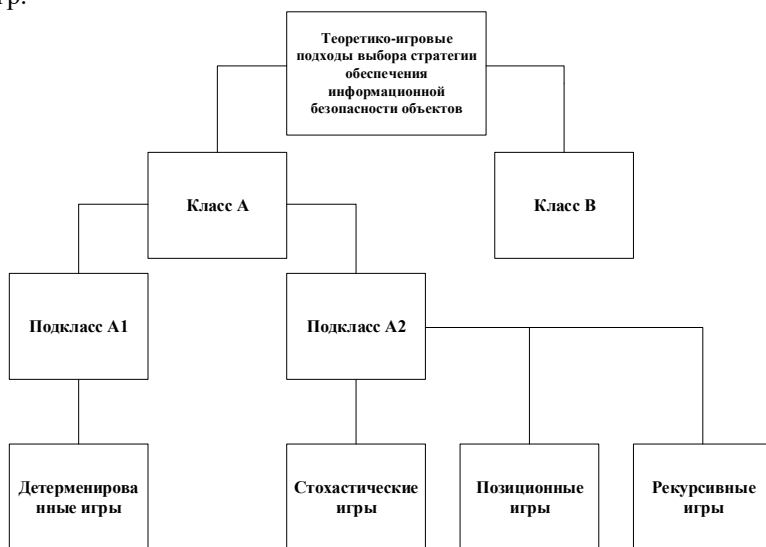 гр.
Теоретико-игровые
подходы выбора стратегии
обеспечения
информационной
безопасности объектов
Класс А
Класс В
Подкласс А1
Подкласс А2
Детерменирова
нные игры
Стохастические
игры
Позиционные
игры
Рекурсивные
игры